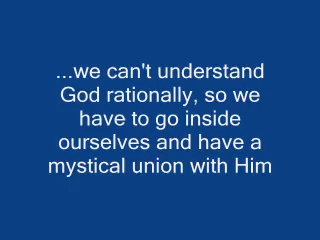 ...we can't understand
God rationally, so we
have to go inside
ourselves and have a
mystical union with Him